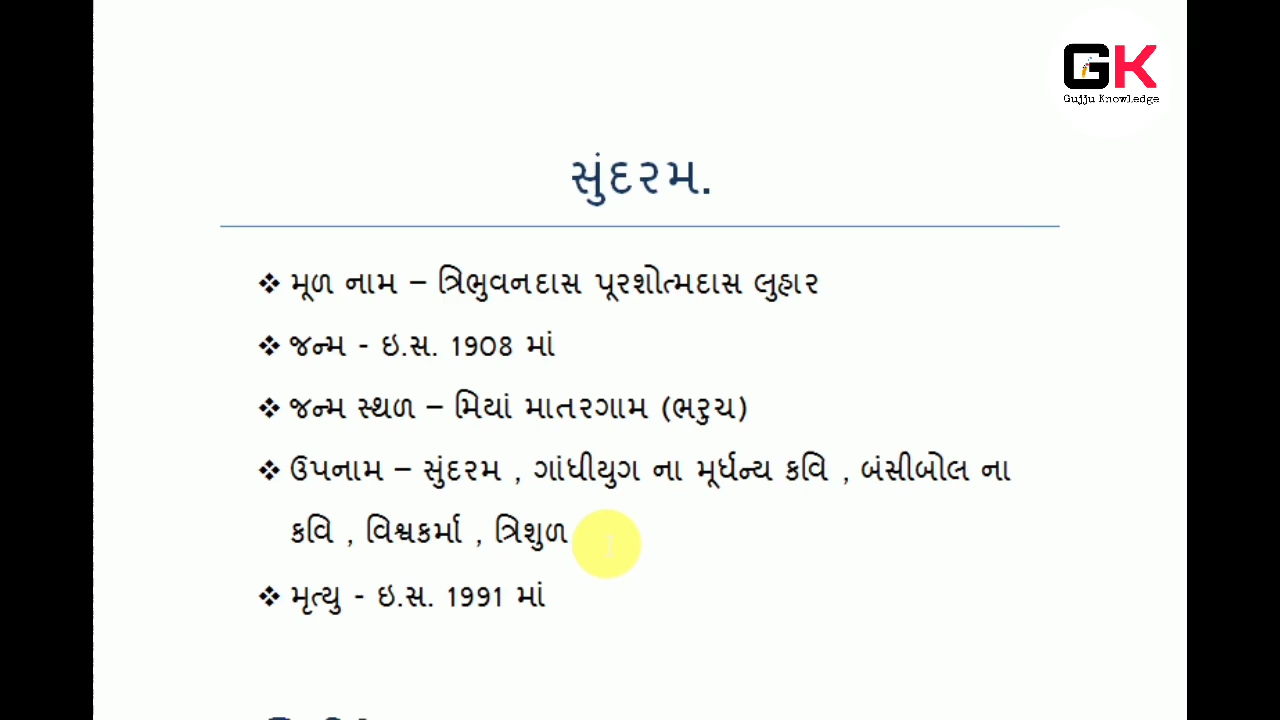 GK
Gujju Knowledge
સુંદરમ.
❖ મૂળ નામ – ત્રિભુવનદાસ પૂરશોત્મદાસ લુહાર
❖ જન્મ - ઇ.સ. 1908 માં
❖ જન્મ સ્થળ – મિયાં માતરગામ (ભરુચ)
❖ ઉપનામ – સુંદરમ , ગાંધીયુગ ના મૂર્ધન્ય કવિ , બંસીબોલ ના
કવિ , વિશ્વકર્મા , ત્રિશુળ
❖ મૃત્યુ - ઇ.સ. 1991 માં